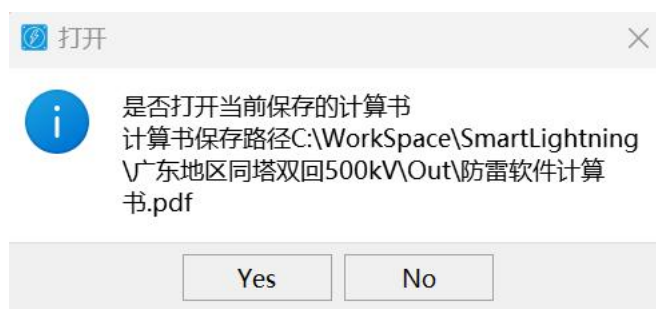 打开
是否打开当前保存的计算书
计算书保存路径C:\WorkSpace\SmartLightning
\广东地区同塔双回500kV\Out\防雷软件计算
书.pdf
Yes No